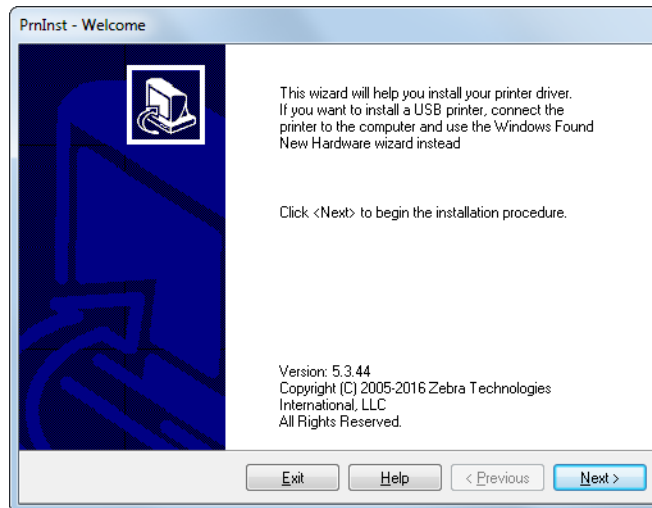 PrnInst - Welcome
This wizard will help you install your printer driver.
If you want to install a USB printer, connect the
printer to the computer and use the Windows Found
New Hardware wizard instead
Click <Next> to begin the installation procedure.
Version: 5.3.44
Copyright (C) 2005-2016 Zebra Technologies
International, LLC
All Rights Reserved.
Exit Help < Previous Next >